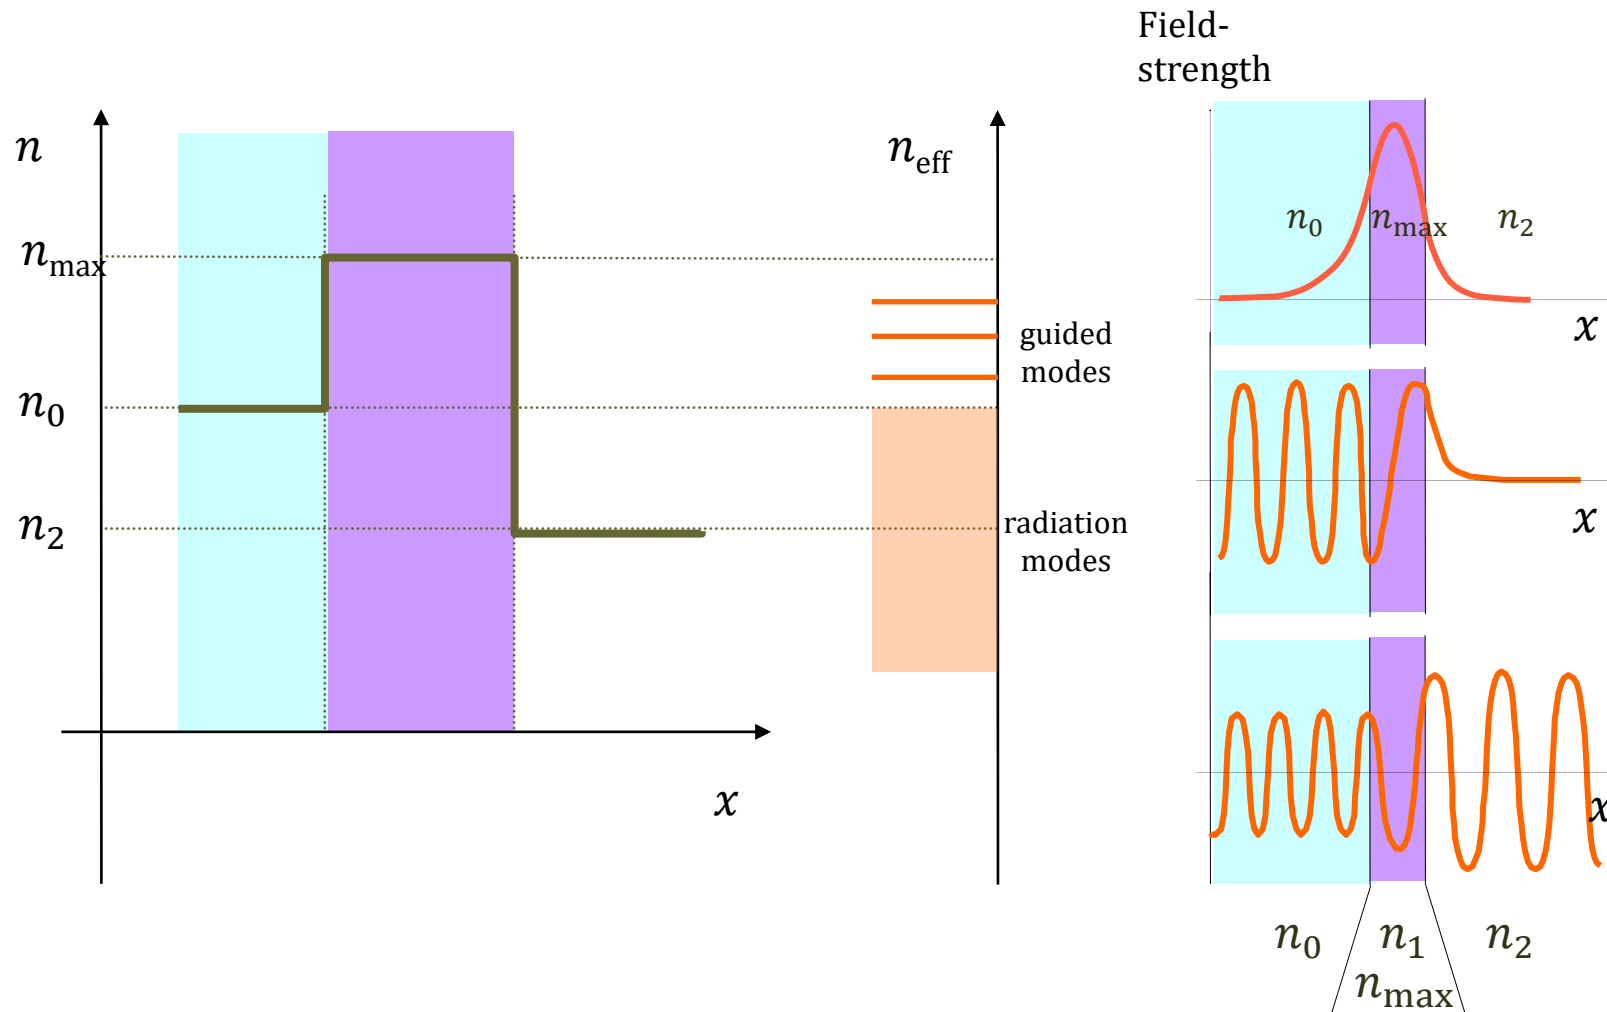 Field-
strength
n
n_eff
n_0
n_max
n_2
n_max
x
guided
modes
n_0
x
n_2
radiation
modes
x
x
n_0
n_1
n_2
n_max